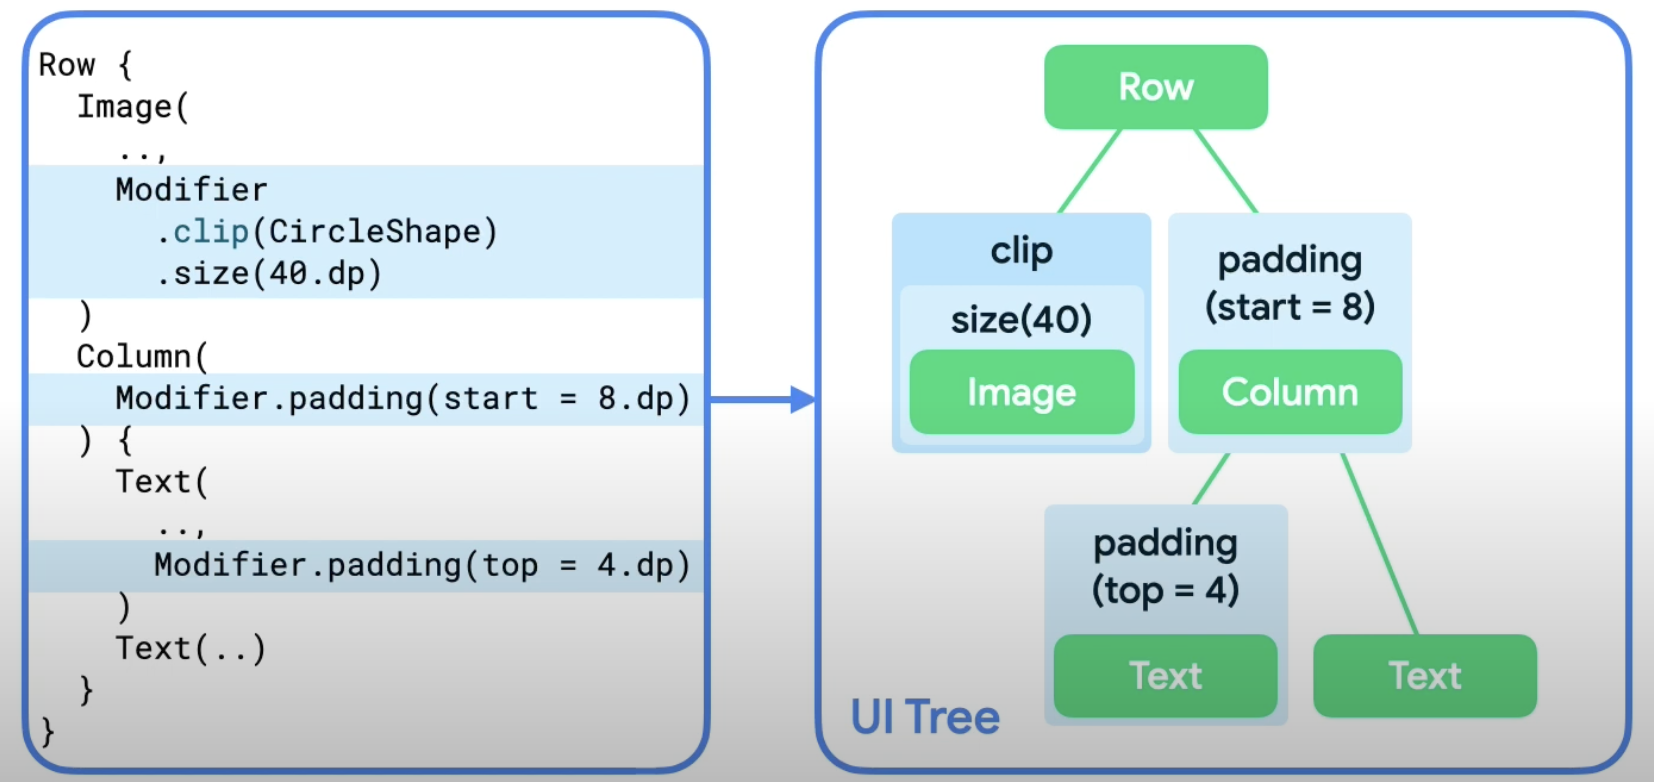 Row {
Image(
..,
Modifier
.clip(CircleShape)
.size(40.dp)
)
Column(
Modifier.padding(start = 8.dp)
) {
Text(
..,
Modifier.padding(top = 4.dp)
)
Text(..)
}
}
Row
clip
size(40)
Image
padding
(start = 8)
Column
padding
(top = 4)
Text
Text
UI Tree